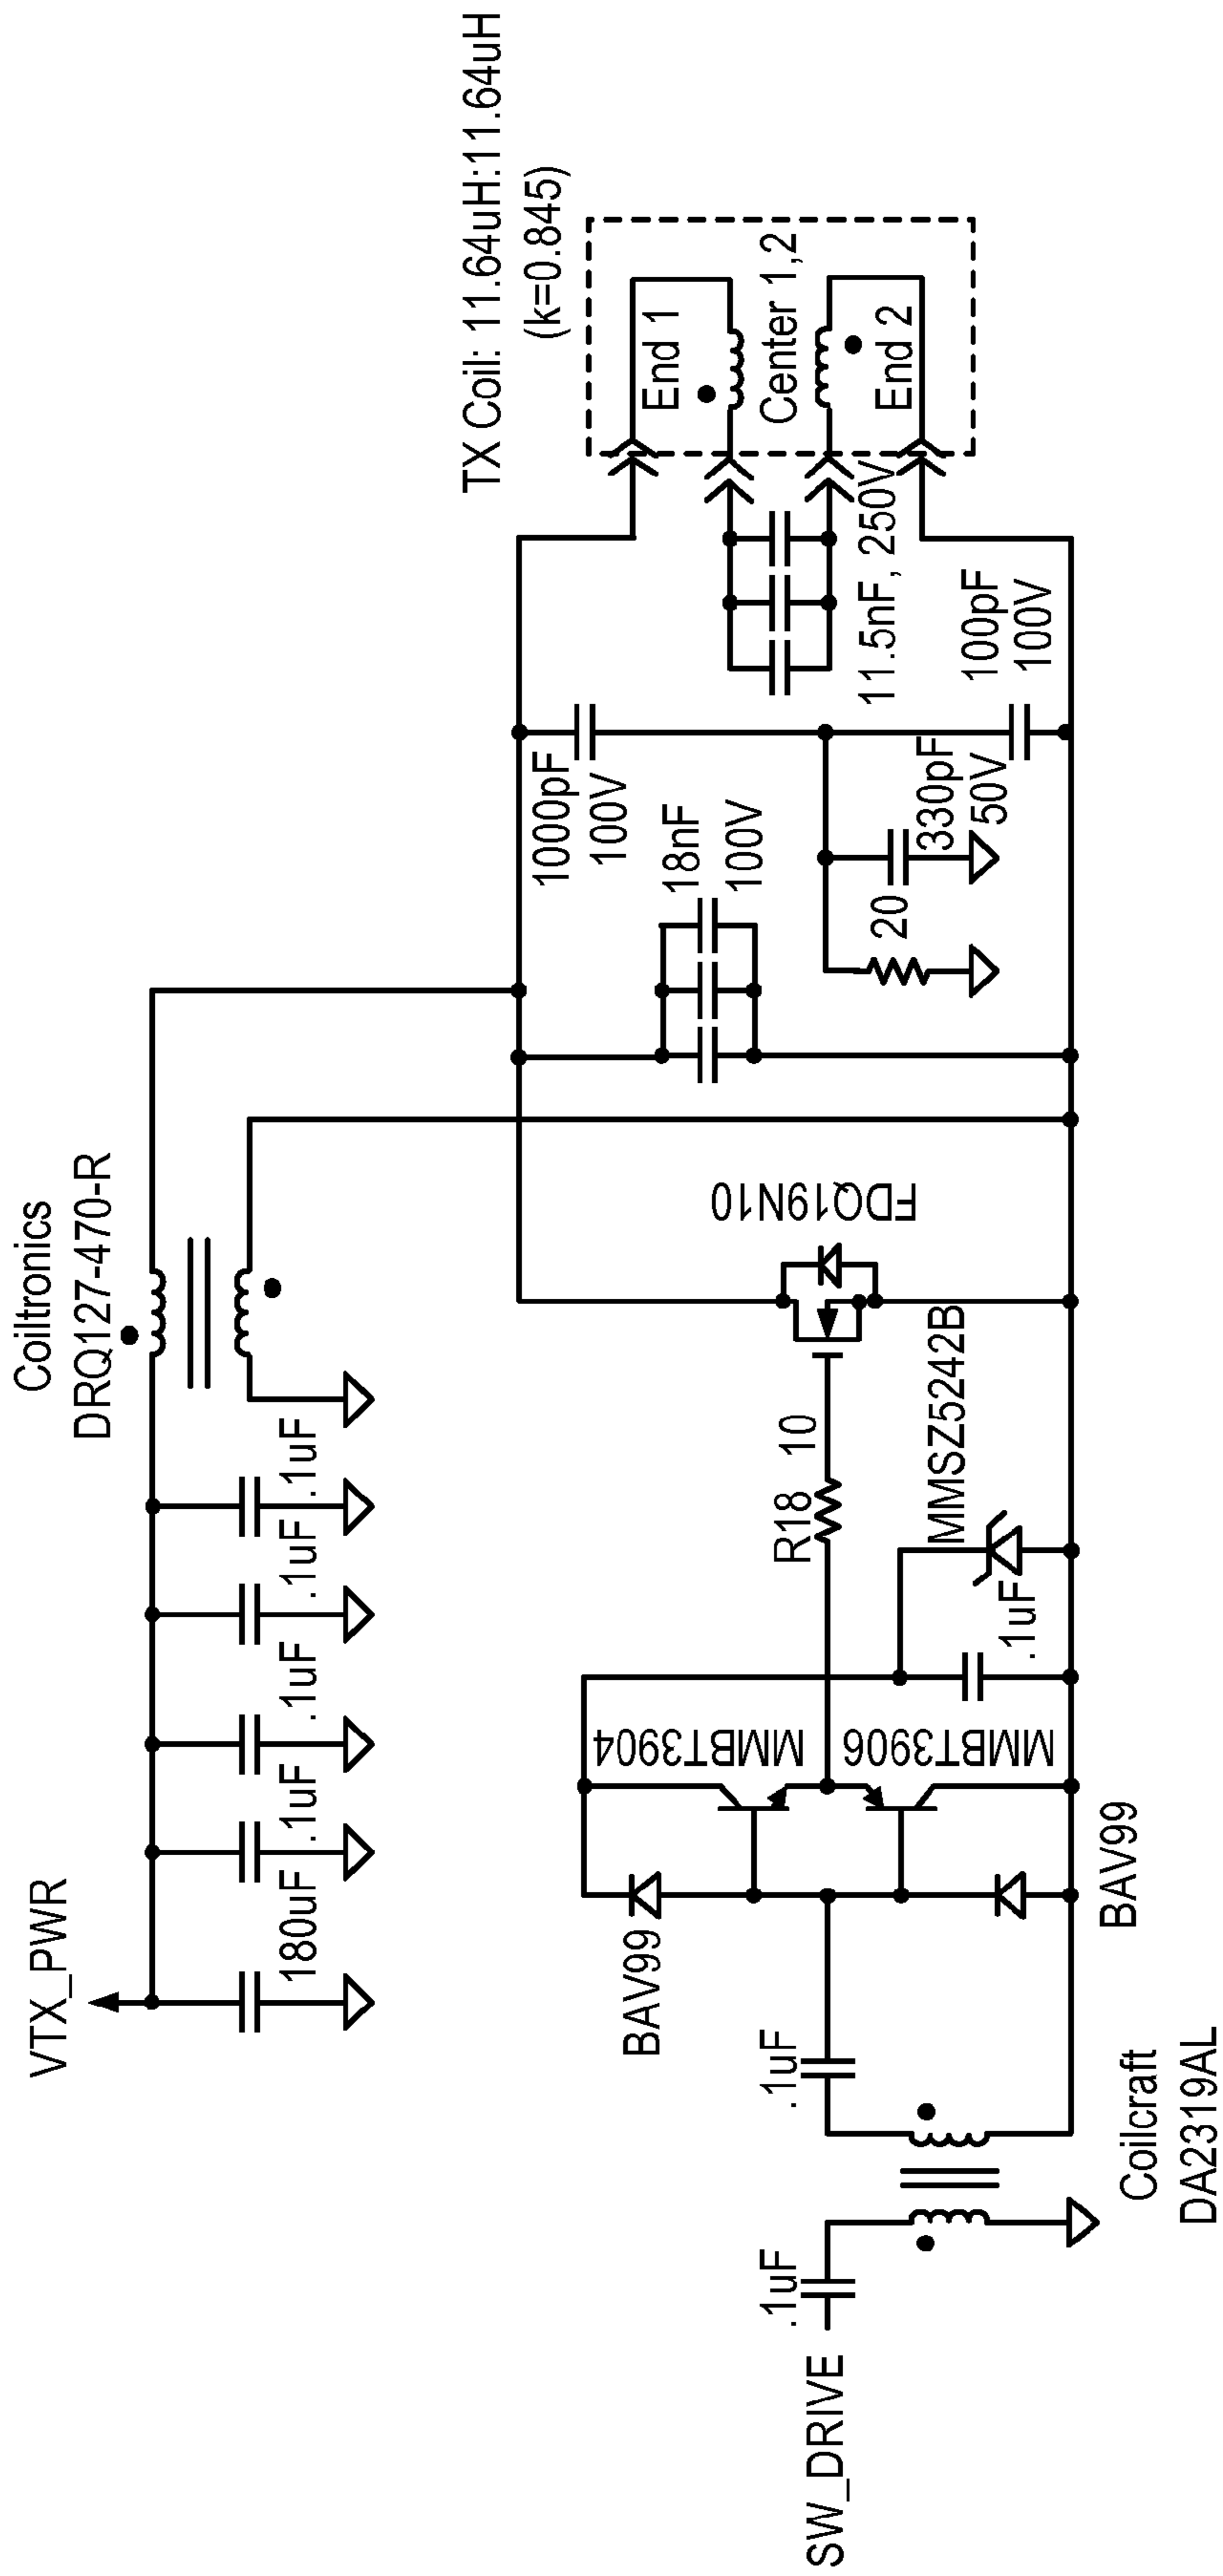 TX Coil: 11.64uH:11.64uH
(k=0.845)
End 1
Center 1,2
End 2
11.5nF, 250V
100pF
100V
1000pF
100V
330pF
50V
18nF
100V
20
Coiltronics
DRQ127-470-R
FDQ19N10
.1uF
.1uF
.1uF
.1uF
180uF
VTX_PWR
R18 10
MMSZ5242B
.1uF
MMBT3904
MMBT3906
BAV99
BAV99
.1uF
.1uF
Coilcraft
DA2319AL
SW_DRIVE